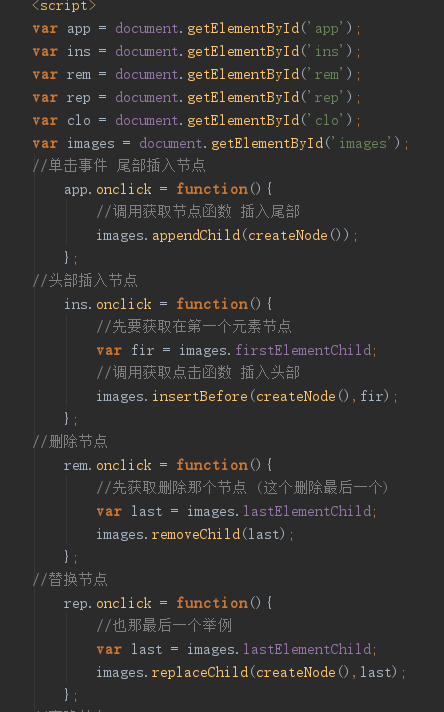 <script>
var app = document.getElementById('app');
var ins = document.getElementById('ins');
var rem = document.getElementById('rem');
var rep = document.getElementById('rep');
var clo = document.getElementById('clo');
var images = document.getElementById('images');
//单击事件 尾部插入节点
app.onclick = function(){
//调用获取节点函数 插入尾部
images.appendChild(createNode());
};
//头部插入节点
ins.onclick = function(){
//先要获取在第一个元素节点
var fir = images.firstElementChild;
//调用获取点击函数 插入头部
images.insertBefore(createNode(),fir);
};
//删除节点
rem.onclick = function(){
//先获取删除那个节点 (这个删除最后一个)
var last = images.lastElementChild;
images.removeChild(last);
};
//替换节点
rep.onclick = function(){
//也那最后一个举例
var last = images.lastElementChild;
images.replaceChild(createNode(),last);
};